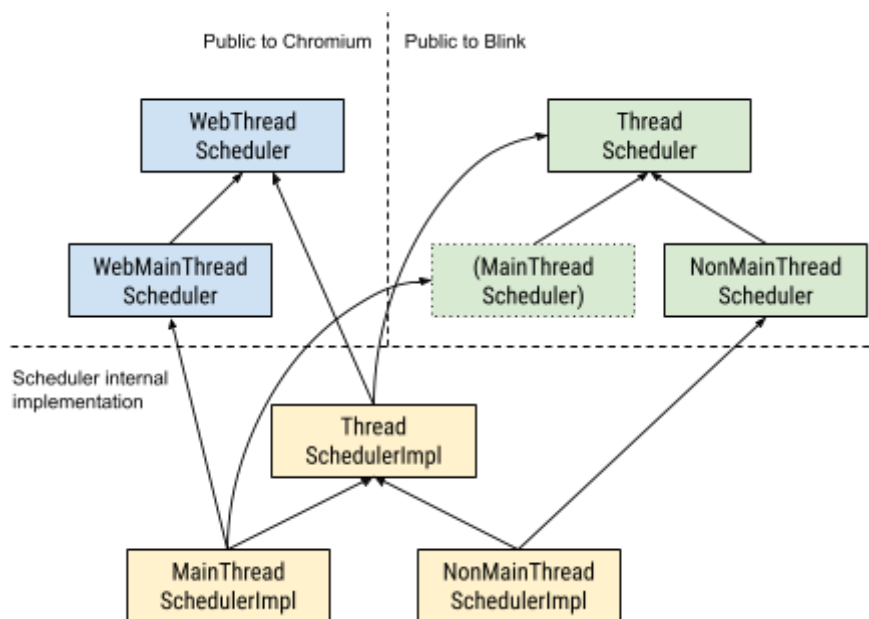 Public to Chromium
Public to Blink
WebThread
Scheduler
Thread
Scheduler
WebMainThread
Scheduler
(MainThread
Scheduler)
NonMainThread
Scheduler
Scheduler internal
implementation
Thread
SchedulerImpl
MainThread
SchedulerImpl
NonMainThread
SchedulerImpl